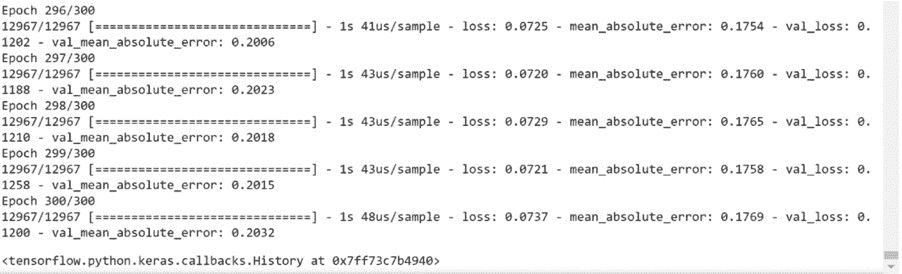 Epoch 296/300
12967/12967 [==============================] - 1s 41us/sample - loss: 0.0725 - mean_absolute_error: 0.1754 - val_loss: 0.
1202 - val_mean_absolute_error: 0.2006
Epoch 297/300
12967/12967 [==============================] - 1s 43us/sample - loss: 0.0720 - mean_absolute_error: 0.1760 - val_loss: 0.
1188 - val_mean_absolute_error: 0.2023
Epoch 298/300
12967/12967 [==============================] - 1s 43us/sample - loss: 0.0729 - mean_absolute_error: 0.1765 - val_loss: 0.
1210 - val_mean_absolute_error: 0.2018
Epoch 299/300
12967/12967 [==============================] - 1s 43us/sample - loss: 0.0721 - mean_absolute_error: 0.1758 - val_loss: 0.
1258 - val_mean_absolute_error: 0.2015
Epoch 300/300
12967/12967 [==============================] - 1s 48us/sample - loss: 0.0737 - mean_absolute_error: 0.1769 - val_loss: 0.
1200 - val_mean_absolute_error: 0.2032
<tensorflow.python.keras.callbacks.History at 0x7ff73c7b4940>